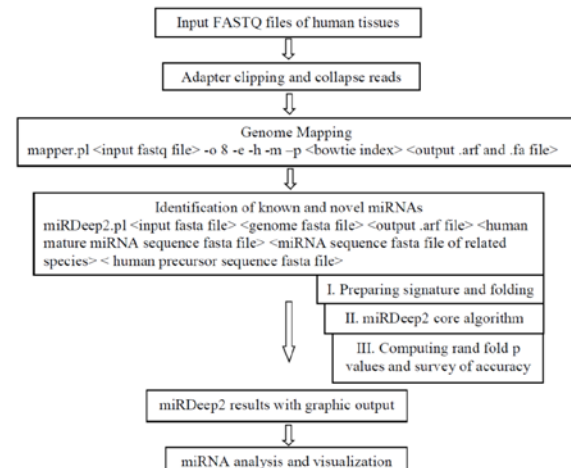 Input FASTQ files of human tissues
Adapter clipping and collapse reads
Genome Mapping
mapper.pl <input fastq file> -o 8 -e -h -m –p <bowtie index> <output .arf and .fa file>
Identification of known and novel miRNAs
miRDeep2.pl <input fasta file> <genome fasta file> <output .arf file> <human
mature miRNA sequence fasta file> <miRNA sequence fasta file of related
species> < human precursor sequence fasta file>
I. Preparing signature and folding
II. miRDeep2 core algorithm
III. Computing rand fold p
values and survey of accuracy
miRDeep2 results with graphic output
miRNA analysis and visualization